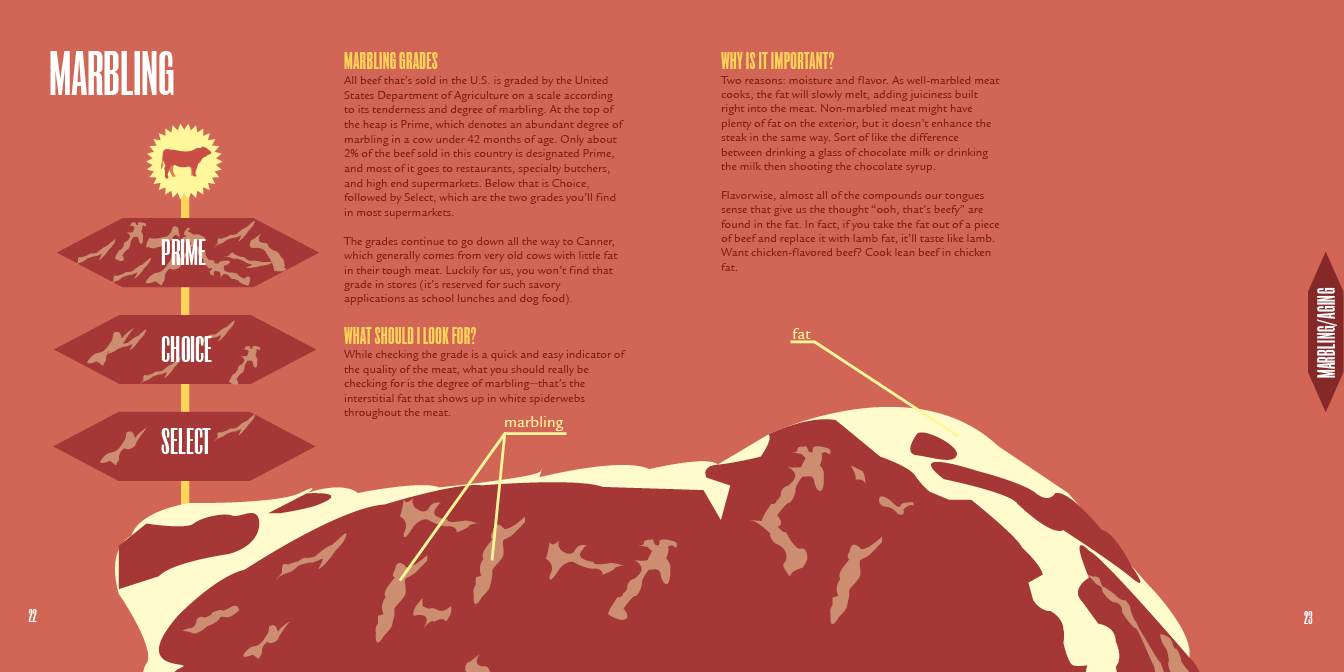 MARBLING
PRIME
CHOICE
SELECT
MARBLING GRADES
All beef that's sold in the U.S. is graded by the United
States Department of Agriculture on a scale according
to its tenderness and degree of marbling. At the top of
the heap is Prime, which denotes an abundant degree of
marbling in a cow under 42 months of age. Only about
2% of the beef sold in this country is designated Prime,
and most of it goes to restaurants, specialty butchers,
and high end supermarkets. Below that is Choice,
followed by Select, which are the two grades you'll find
in most supermarkets.
The grades continue to go down all the way to Canner,
which generally comes from very old cows with little fat
in their tough meat. Luckily for us, you won't find that
grade in stores (it's reserved for such savory
applications as school lunches and dog food).
WHAT SHOULD I LOOK FOR?
While checking the grade is a quick and easy indicator of
the quality of the meat, what you should really be
checking for is the degree of marbling—that's the
interstitial fat that shows up in white spiderwebs
throughout the meat.
WHY IS IT IMPORTANT?
Two reasons: moisture and flavor. As well-marbled meat
cooks, the fat will slowly melt, adding juiciness built
right into the meat. Non-marbled meat might have
plenty of fat on the exterior, but it doesn't enhance the
steak in the same way. Sort of like the difference
between drinking a glass of chocolate milk or drinking
the milk then shooting the chocolate syrup.
Flavorwise, almost all of the compounds our tongues
sense that give us the thought "ooh, that's beefy" are
found in the fat. In fact, if you take the fat out of a piece
of beef and replace it with lamb fat, it'll taste like lamb.
Want chicken-flavored beef? Cook lean beef in chicken
fat.
marbling
fat
MARBLING/AGING
22
23